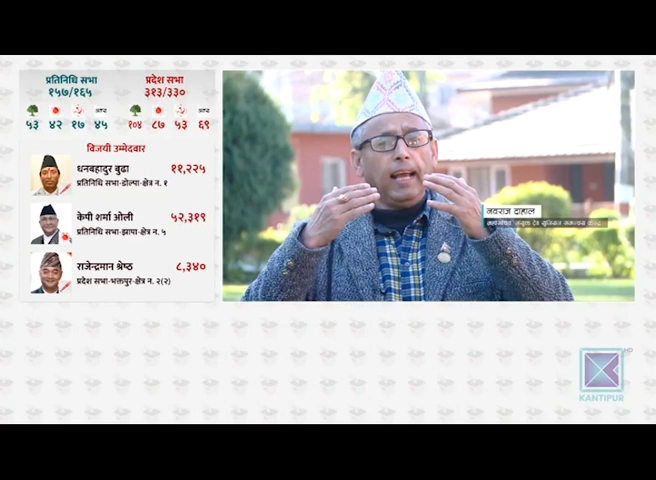 प्रतिनिधि सभा
१५७/१६५
प्रदेश सभा
३१३/३३०
५३ ४२ १७ ४५
१०४ ८७ ५३ ६९
विजयी उम्मेदवार
धनबहादुर बुढा ११,२२५
प्रतिनिधि सभा-डोल्पा-क्षेत्र न. १
केपी शर्मा ओली ५२,३१९
प्रतिनिधि सभा-झापा-क्षेत्र न. ५
राजेन्द्रमान श्रेष्ठ ८,३४०
प्रदेश सभा-भक्तपुर-क्षेत्र न. २(२)
नवराज दाहाल
HD
KANTIPUR